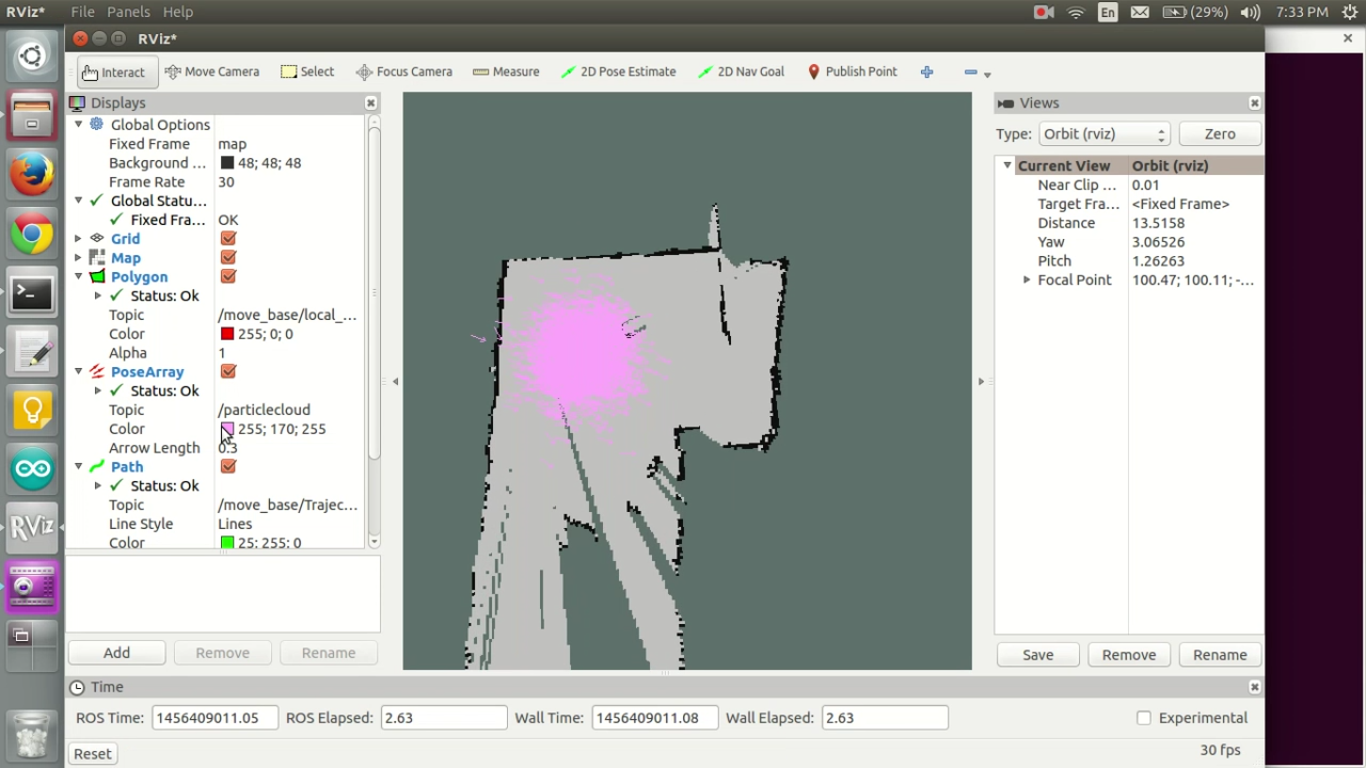 RViz* File Panels Help En (29%) 7:33 PM
RViz*
Interact Move Camera Select Focus Camera Measure 2D Pose Estimate 2D Nav Goal Publish Point
Displays
Global Options
Fixed Frame map
Background ... 48; 48; 48
Frame Rate 30
Global Statu...
Fixed Fra... OK
Grid
Map
Polygon
Status: Ok
Topic /move_base/local_...
Color 255; 0; 0
Alpha 1
PoseArray
Status: Ok
Topic /particlecloud
Color 255; 170; 255
Arrow Length 0.3
Path
Status: Ok
Topic /move_base/Trajec...
Line Style Lines
Color 25; 255; 0
Add Remove Rename
Views
Type: Orbit (rviz) Zero
Current View Orbit (rviz)
Near Clip ... 0.01
Target Fra... <Fixed Frame>
Distance 13.5158
Yaw 3.06526
Pitch 1.26263
Focal Point 100.47; 100.11; -...
Save Remove Rename
Time
ROS Time: 1456409011.05 ROS Elapsed: 2.63 Wall Time: 1456409011.08 Wall Elapsed: 2.63 Experimental
Reset 30 fps
RViz